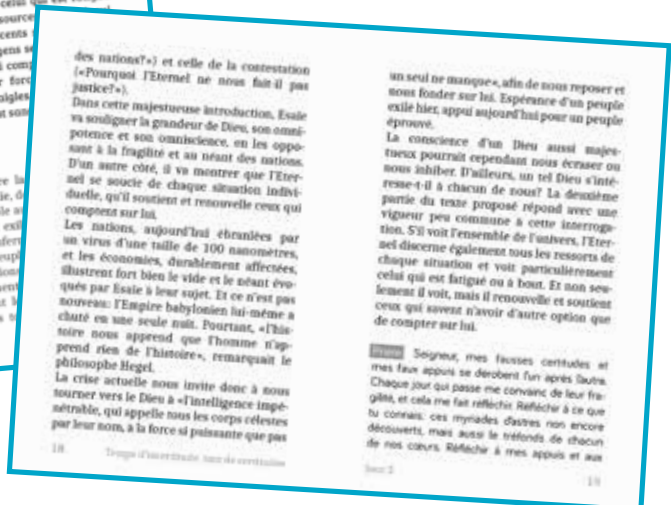 source
cents
gens se
t comp
r forc
aigles
t sans
re la
des nations?») et celle de la contestation
(«Pourquoi l'Eternel ne nous fait-il pas
justice?»).
Dans cette majestueuse introduction, Esaïe
va souligner la grandeur de Dieu, son omni-
potence et son omniscience, en les oppo-
sant à la fragilité et au néant des nations.
D'un autre côté, il va montrer que l'Eter-
nel se soucie de chaque situation indivi-
duelle, qu'il soutient et renouvelle ceux qui
comptent sur lui.
Les nations, aujourd'hui ébranlées par
un virus d'une taille de 100 nanomètres,
et les économies, durablement affectées,
illustrent fort bien le vide et le néant évo-
qués par Esaïe à leur sujet. Et ce n'est pas
nouveau: l'Empire babylonien lui-même a
chuté en une seule nuit. Pourtant, «l'his-
toire nous apprend que l'homme n'ap-
prend rien de l'histoire», remarquait le
philosophe Hegel.
La crise actuelle nous invite donc à nous
tourner vers le Dieu à «l'intelligence impé-
nétrable, qui appelle tous les corps célestes
par leur nom, à la force si puissante que pas
18 Temps d'incertitude, jours de certitudes
un seul ne manque», afin de nous reposer et
nous fonder sur lui. Espérance d'un peuple
exilé hier, appui aujourd'hui pour un peuple
éprouvé.
La conscience d'un Dieu aussi majes-
tueux pourrait cependant nous écraser ou
nous inhiber. D'ailleurs, un tel Dieu s'inté-
resse-t-il à chacun de nous? La deuxième
partie du texte proposé répond avec une
vigueur peu commune à cette interroga-
tion. S'il voit l'ensemble de l'univers, l'Eter-
nel discerne également tous les ressorts de
chaque situation et voit particulièrement
celui qui est fatigué ou à bout. Et non seu-
lement il voit, mais il renouvelle et soutient
ceux qui savent n'avoir d'autre option que
de compter sur lui.
Prière Seigneur, mes fausses certitudes et
mes faux appuis se dérobent l'un après l'autre.
Chaque jour qui passe me convainc de leur fra-
gilité, et cela me fait réfléchir. Réfléchir à ce que
tu connais: ces myriades d'astres non encore
découverts, mais aussi le tréfonds de chacun
de nos cœurs. Réfléchir à mes appuis et aux
Jour 2 19